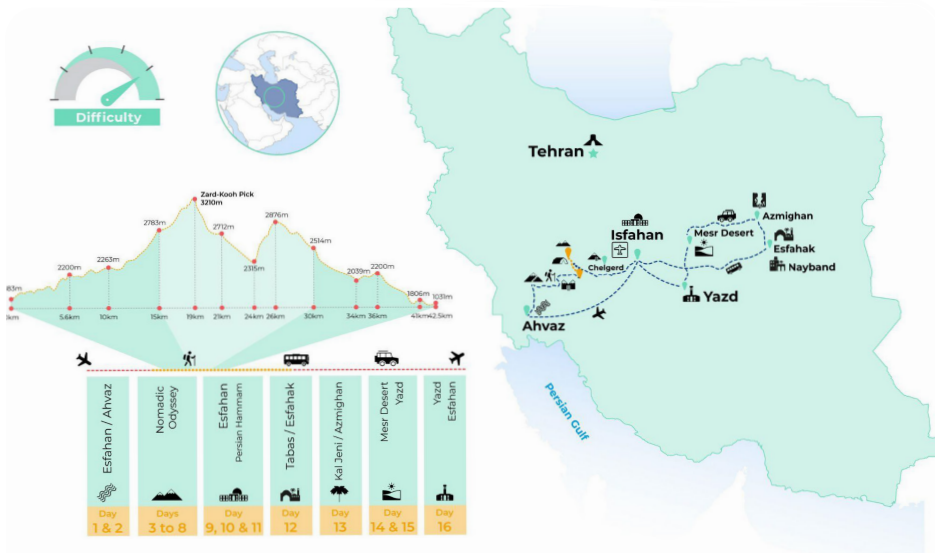 Difficulty
Zard-Kooh Pick
3210m
2783m
2876m
2712m
2514m
2200m
2263m
2315m
2039m
2200m
1806m
1031m
5.6km
10km
15km
19km
21km
24km
26km
30km
34km
36km
41km
42.5km
Esfahan / Ahvaz
Nomadic
Odyssey
Esfahan
Persian Hammam
Tabas / Esfahak
Kal Jeni / Azmighan
Mesr Desert
Yazd
Yazd
Esfahan
Day
1 & 2
Days
3 to 8
Day
9, 10 & 11
Day
12
Day
13
Day
14 & 15
Day
16
Tehran
Isfahan
Chelgerd
Ahvaz
Mesr Desert
Azmighan
Esfahak
Nayband
Yazd
Persian Gulf